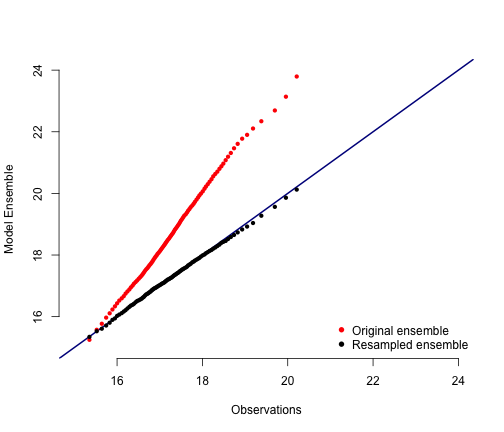 24
22
20
18
16
Model Ensemble
Original ensemble
Resampled ensemble
16 18 20 22 24
Observations